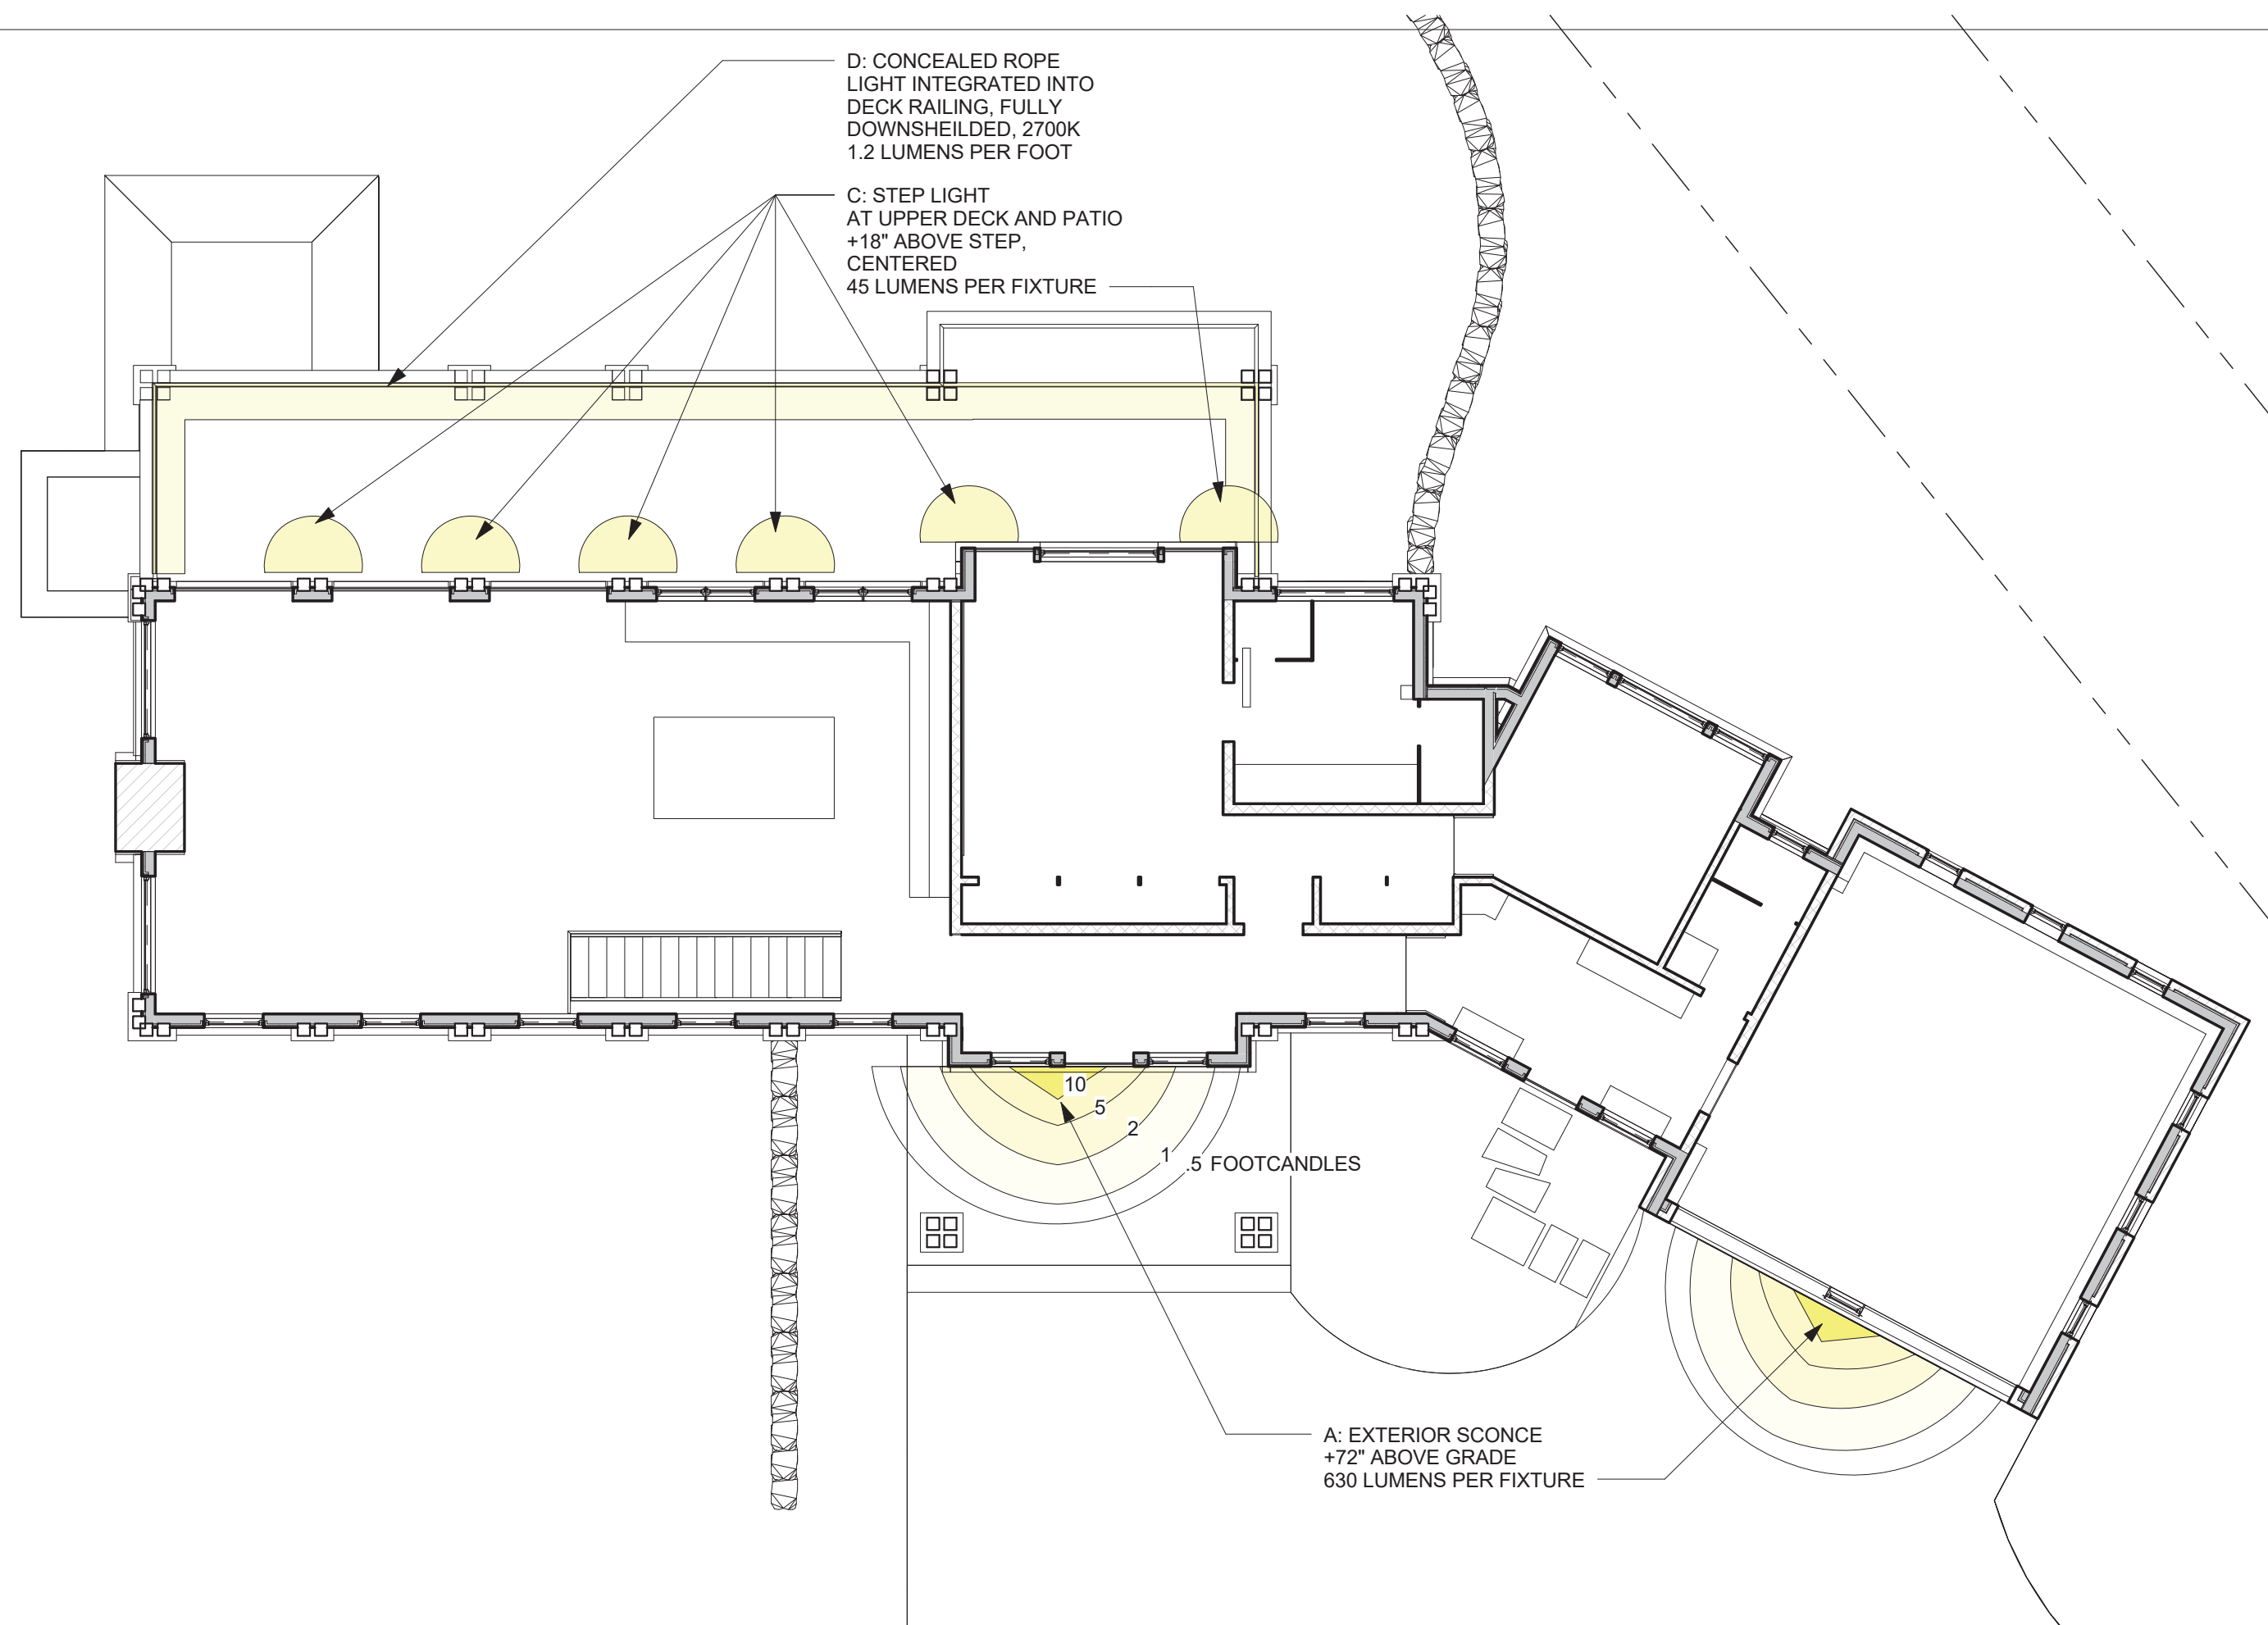 D: CONCEALED ROPE
LIGHT INTEGRATED INTO
DECK RAILING, FULLY
DOWNSHEILDED, 2700K
1.2 LUMENS PER FOOT
C: STEP LIGHT
AT UPPER DECK AND PATIO
+18" ABOVE STEP,
CENTERED
45 LUMENS PER FIXTURE
10
5
2
1
.5 FOOTCANDLES
A: EXTERIOR SCONCE
+72" ABOVE GRADE
630 LUMENS PER FIXTURE